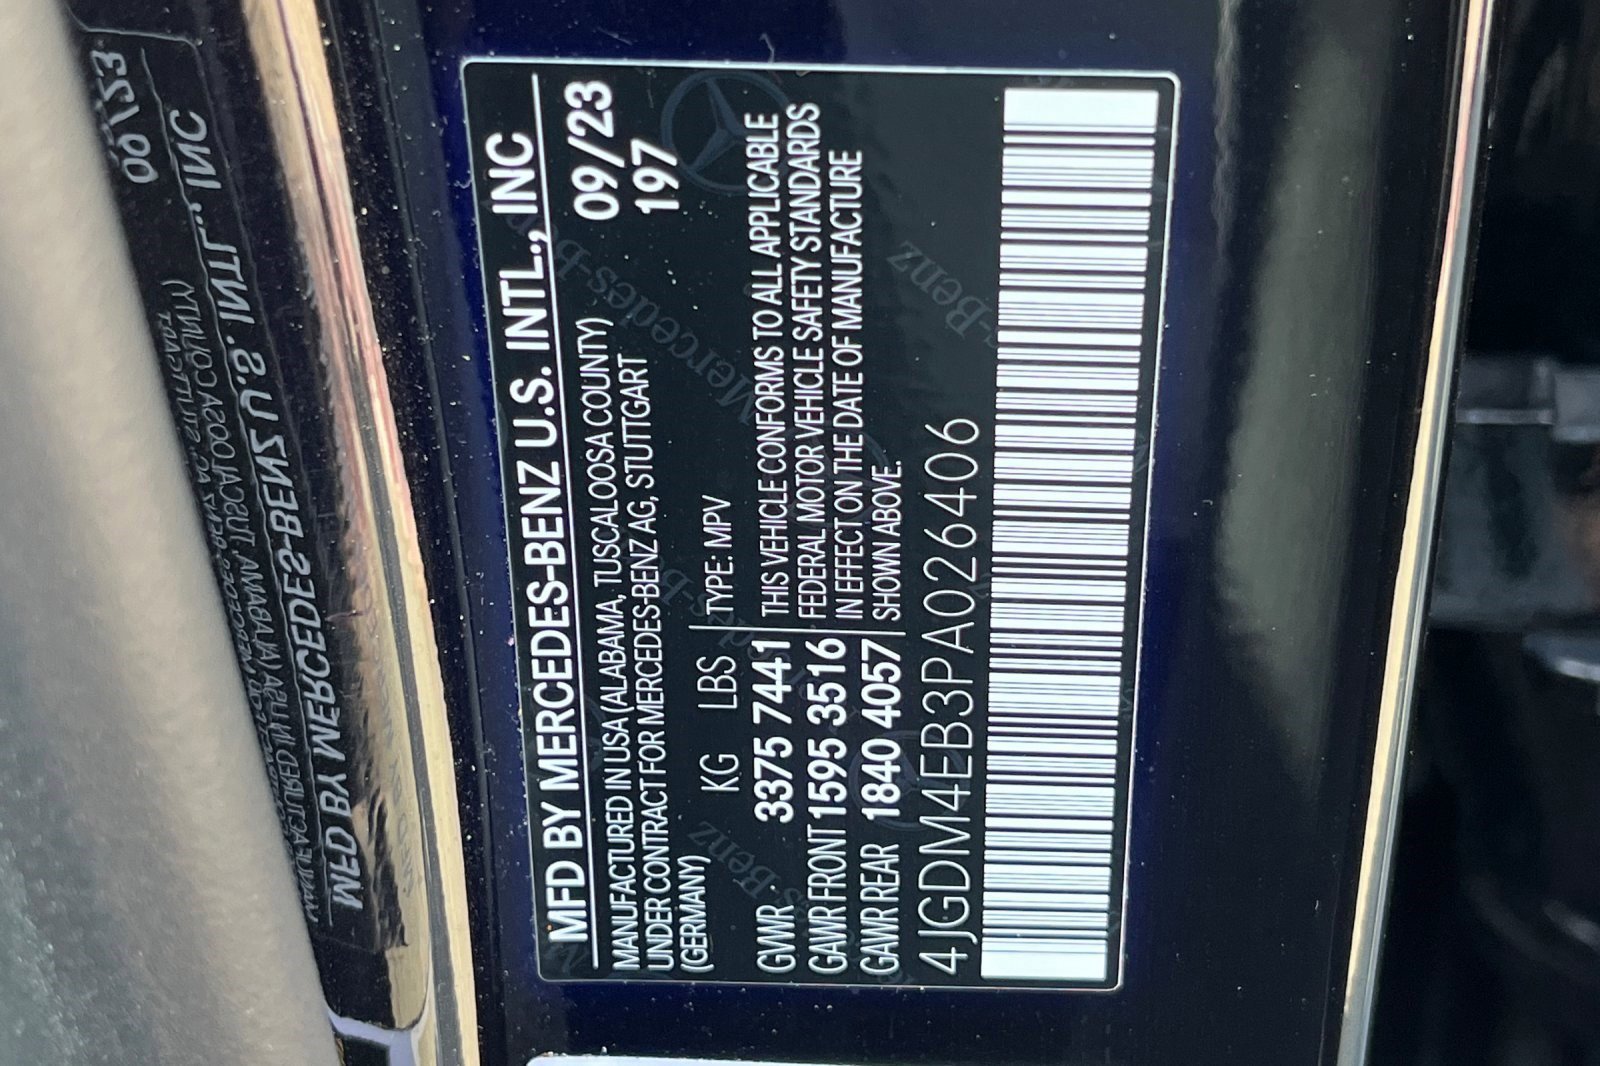 MFD BY MERCEDES-BENZ U.S. INTL., INC
MANUFACTURED IN USA (ALABAMA, TUSCALOOSA COUNTY) 09/23
UNDER CONTRACT FOR MERCEDES-BENZ AG, STUTTGART 197
(GERMANY)
KG LBS TYPE: MPV
GVWR 3375 7441 THIS VEHICLE CONFORMS TO ALL APPLICABLE
GAWR FRONT 1595 3516 FEDERAL MOTOR VEHICLE SAFETY STANDARDS
GAWR REAR 1840 4057 IN EFFECT ON THE DATE OF MANUFACTURE
SHOWN ABOVE.
4JGDM4EB3PA026406
Mercedes-Benz